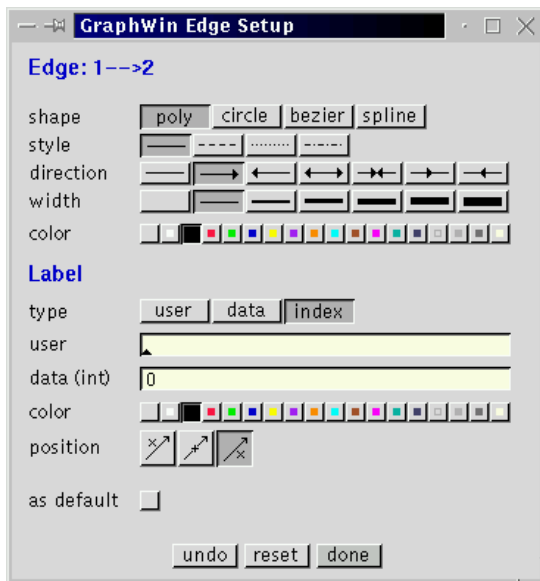 GraphWin Edge Setup
Edge: 1-->2
shape poly circle bezier spline
style
direction
width
color
Label
type user data index
user
data (int) 0
color
position
as default
undo reset done